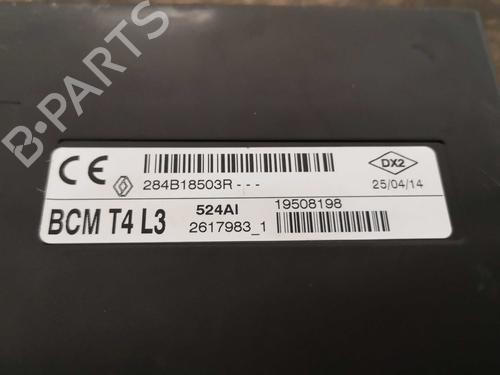 B-PARTS
CE
284B18503R---
DX2
25/04/14
BCM T4 L3
524AI
19508198
2617983_1